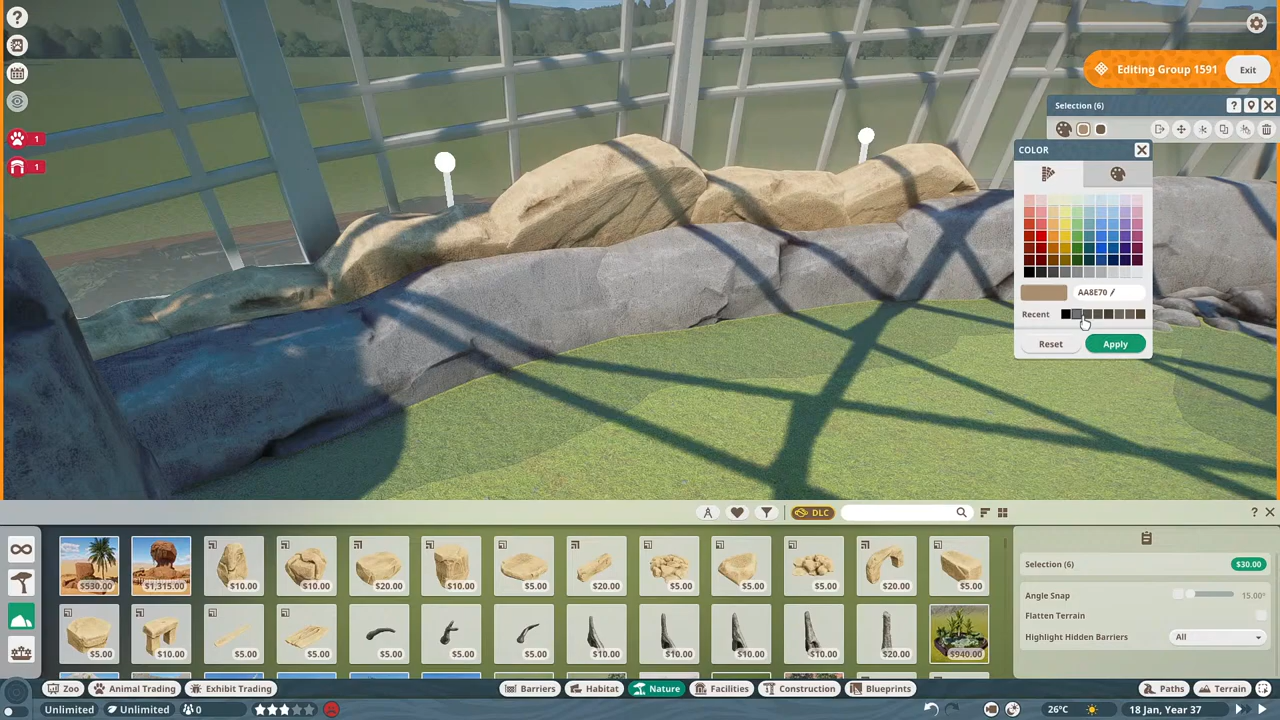 Editing Group 1591
Exit
Selection (6)
COLOR
AA8E70
Recent
Reset
Apply
1
1
DLC
$530.00
$1,315.00
$10.00
$10.00
$20.00
$10.00
$5.00
$20.00
$5.00
$5.00
$5.00
$20.00
$5.00
$5.00
$10.00
$5.00
$5.00
$5.00
$5.00
$5.00
$10.00
$10.00
$10.00
$10.00
$20.00
$940.00
Selection (6)
$30.00
Angle Snap
15.00°
Flatten Terrain
Highlight Hidden Barriers
All
Zoo
Animal Trading
Exhibit Trading
Barriers
Habitat
Nature
Facilities
Construction
Blueprints
Paths
Terrain
Unlimited
Unlimited
0
26°C
18 Jan, Year 37